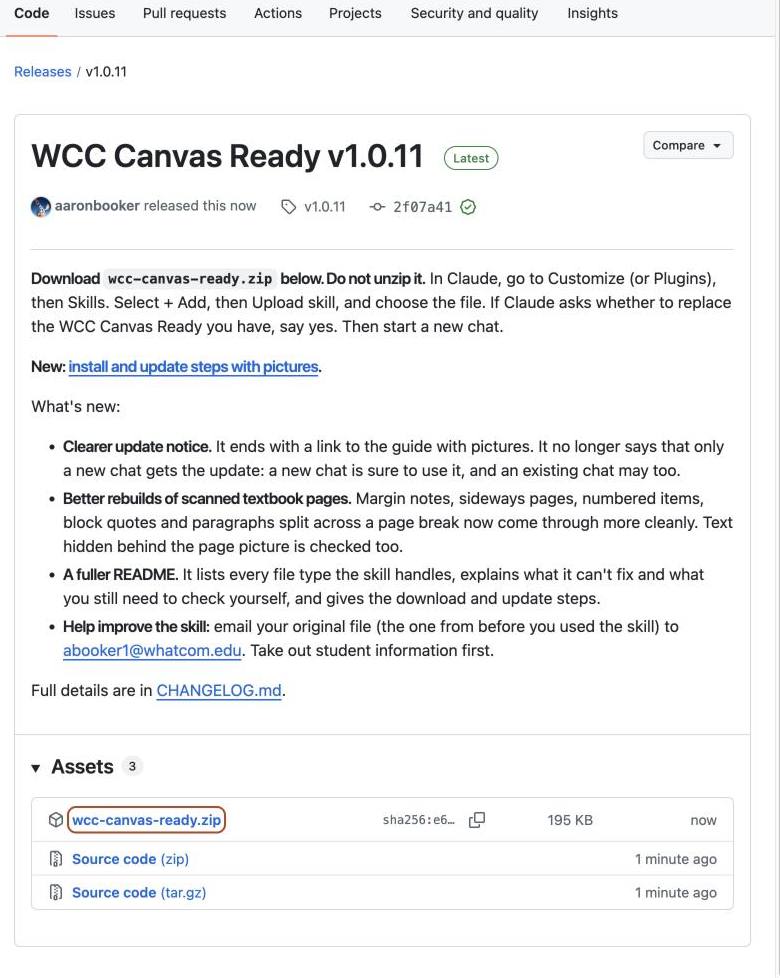 Code Issues Pull requests Actions Projects Security and quality Insights
Releases / v1.0.11
WCC Canvas Ready v1.0.11 Latest Compare
aaronbooker released this now v1.0.11 2f07a41
Download wcc-canvas-ready.zip below. Do not unzip it. In Claude, go to Customize (or Plugins),
then Skills. Select + Add, then Upload skill, and choose the file. If Claude asks whether to replace
the WCC Canvas Ready you have, say yes. Then start a new chat.
New: install and update steps with pictures.
What's new:
• Clearer update notice. It ends with a link to the guide with pictures. It no longer says that only
a new chat gets the update: a new chat is sure to use it, and an existing chat may too.
• Better rebuilds of scanned textbook pages. Margin notes, sideways pages, numbered items,
block quotes and paragraphs split across a page break now come through more cleanly. Text
hidden behind the page picture is checked too.
• A fuller README. It lists every file type the skill handles, explains what it can't fix and what
you still need to check yourself, and gives the download and update steps.
• Help improve the skill: email your original file (the one from before you used the skill) to
abooker1@whatcom.edu. Take out student information first.
Full details are in CHANGELOG.md.
Assets 3
wcc-canvas-ready.zip sha256:e6… 195 KB now
Source code (zip) 1 minute ago
Source code (tar.gz) 1 minute ago